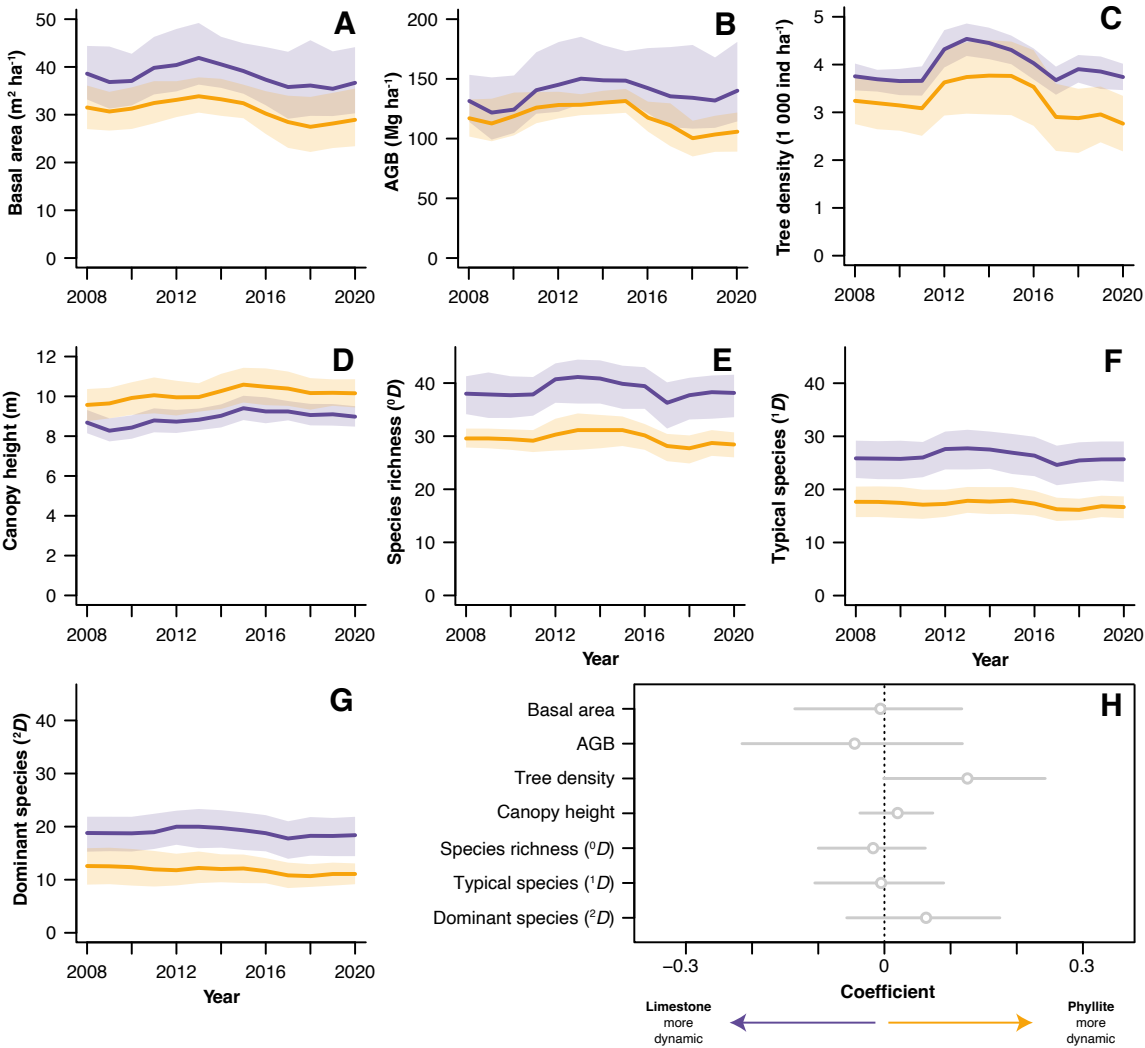 A
Basal area (m² ha⁻¹)
50
40
30
20
10
0
2008 2012 2016 2020
B
AGB (Mg ha⁻¹)
200
150
100
50
0
2008 2012 2016 2020
C
Tree density (1 000 ind ha⁻¹)
5
4
3
2
1
0
2008 2012 2016 2020
D
Canopy height (m)
12
10
8
6
4
2
0
2008 2012 2016 2020
E
Species richness (⁰D)
40
30
20
10
0
2008 2012 2016 2020
Year
F
Typical species (¹D)
40
30
20
10
0
2008 2012 2016 2020
Year
G
Dominant species (²D)
40
30
20
10
0
2008 2012 2016 2020
Year
H
Basal area
AGB
Tree density
Canopy height
Species richness (⁰D)
Typical species (¹D)
Dominant species (²D)
−0.3 0 0.3
Coefficient
Limestone
more
dynamic
Phyllite
more
dynamic